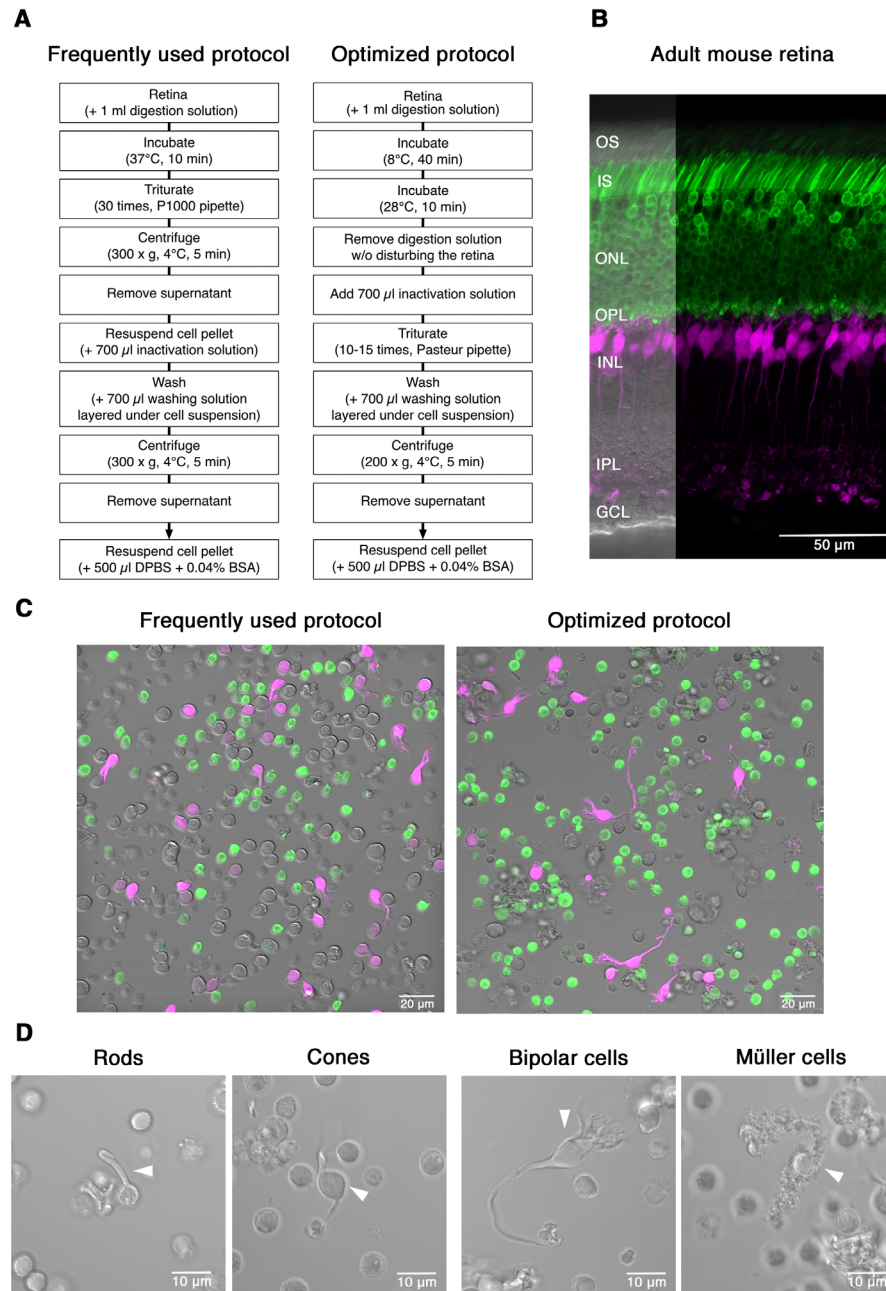 A
Frequently used protocol
Retina
(+ 1 ml digestion solution)
Incubate
(37°C, 10 min)
Triturate
(30 times, P1000 pipette)
Centrifuge
(300 x g, 4°C, 5 min)
Remove supernatant
Resuspend cell pellet
(+ 700 µl inactivation solution)
Wash
(+ 700 µl washing solution
layered under cell suspension)
Centrifuge
(300 x g, 4°C, 5 min)
Remove supernatant
Resuspend cell pellet
(+ 500 µl DPBS + 0.04% BSA)
Optimized protocol
Retina
(+ 1 ml digestion solution)
Incubate
(8°C, 40 min)
Incubate
(28°C, 10 min)
Remove digestion solution
w/o disturbing the retina
Add 700 µl inactivation solution
Triturate
(10-15 times, Pasteur pipette)
Wash
(+ 700 µl washing solution
layered under cell suspension)
Centrifuge
(200 x g, 4°C, 5 min)
Remove supernatant
Resuspend cell pellet
(+ 500 µl DPBS + 0.04% BSA)
B
Adult mouse retina
OS
IS
ONL
OPL
INL
IPL
GCL
50 µm
C
Frequently used protocol
20 µm
Optimized protocol
20 µm
D
Rods
10 µm
Cones
10 µm
Bipolar cells
10 µm
Müller cells
10 µm